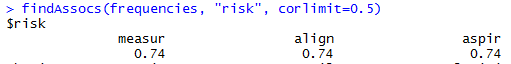 > findAssocs(frequencies, "risk", corlimit=0.5)
$risk
measur align aspir
0.74 0.74 0.74